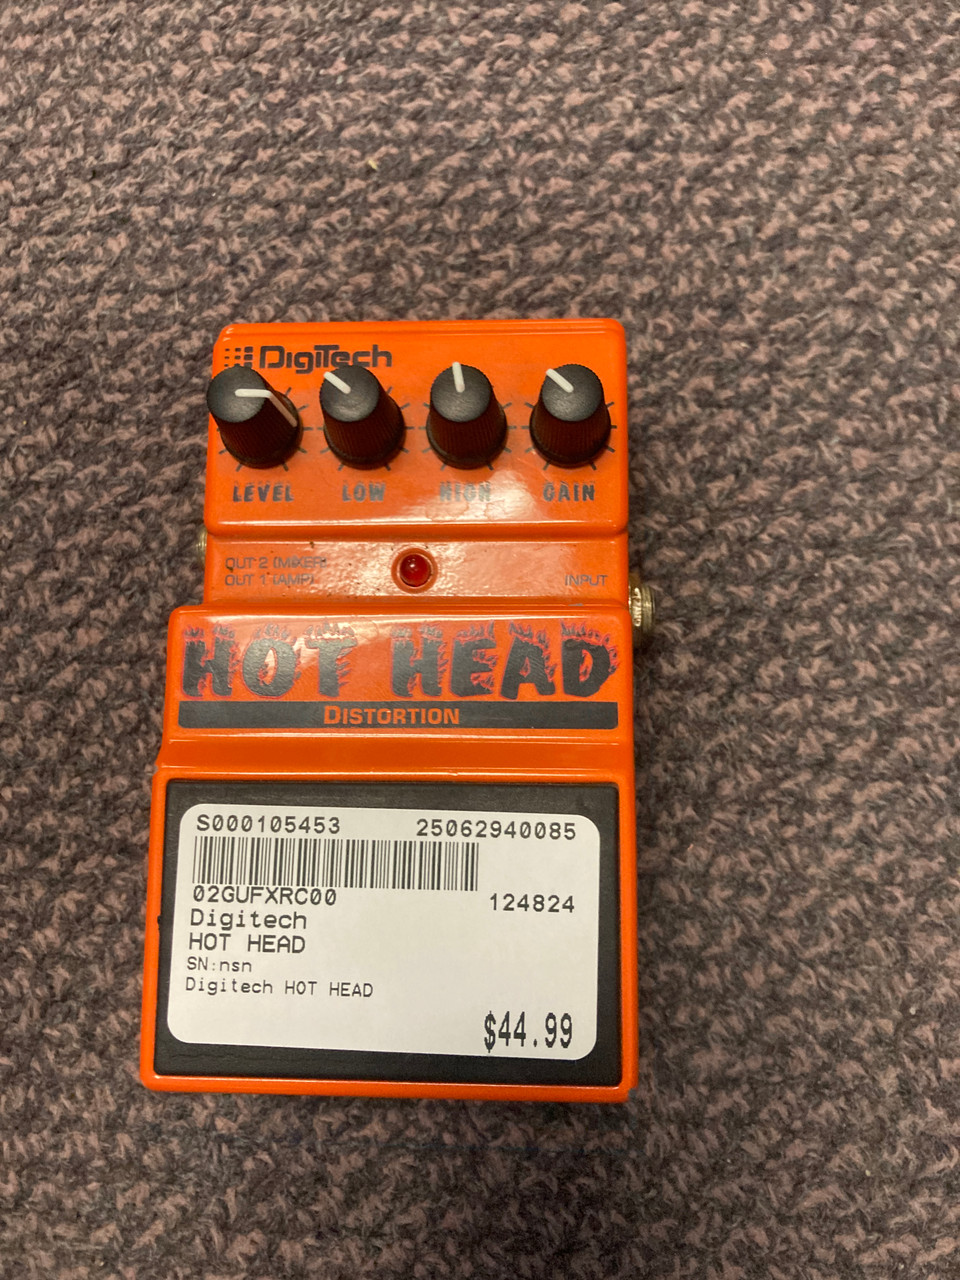 DigiTech
LEVEL LOW HIGH GAIN
OUT 2 (MIXER)
OUT 1 (AMP) INPUT
HOT HEAD
DISTORTION
S000105453 25062940085
02GUFXRC00 124824
Digitech
HOT HEAD
SN:nsn
Digitech HOT HEAD
$44.99